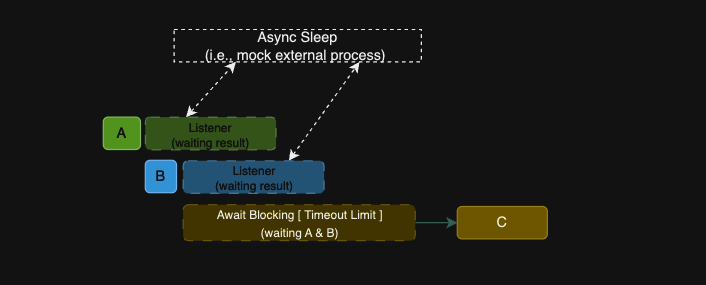 Async Sleep
(i.e., mock external process)
A
Listener
(waiting result)
B
Listener
(waiting result)
Await Blocking [ Timeout Limit ]
(waiting A & B)
C